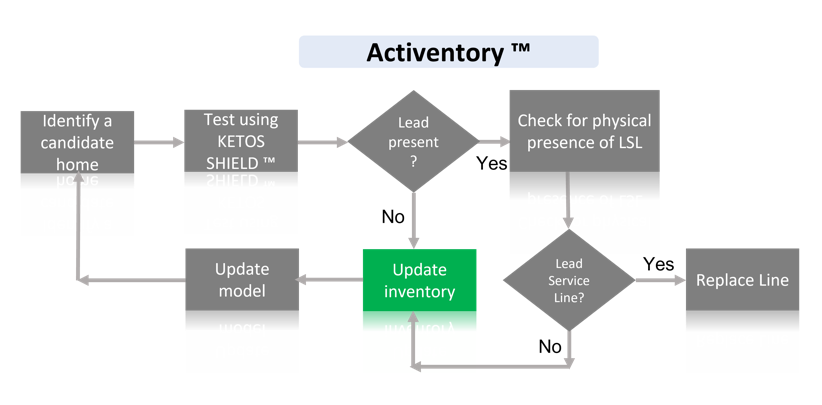 Activentory ™
Identify a
candidate
home
Test using
KETOS
SHIELD ™
Lead
present
?
Yes
Check for physical
presence of LSL
No
Update
model
Update
inventory
Lead
Service
Line?
Yes
Replace Line
No